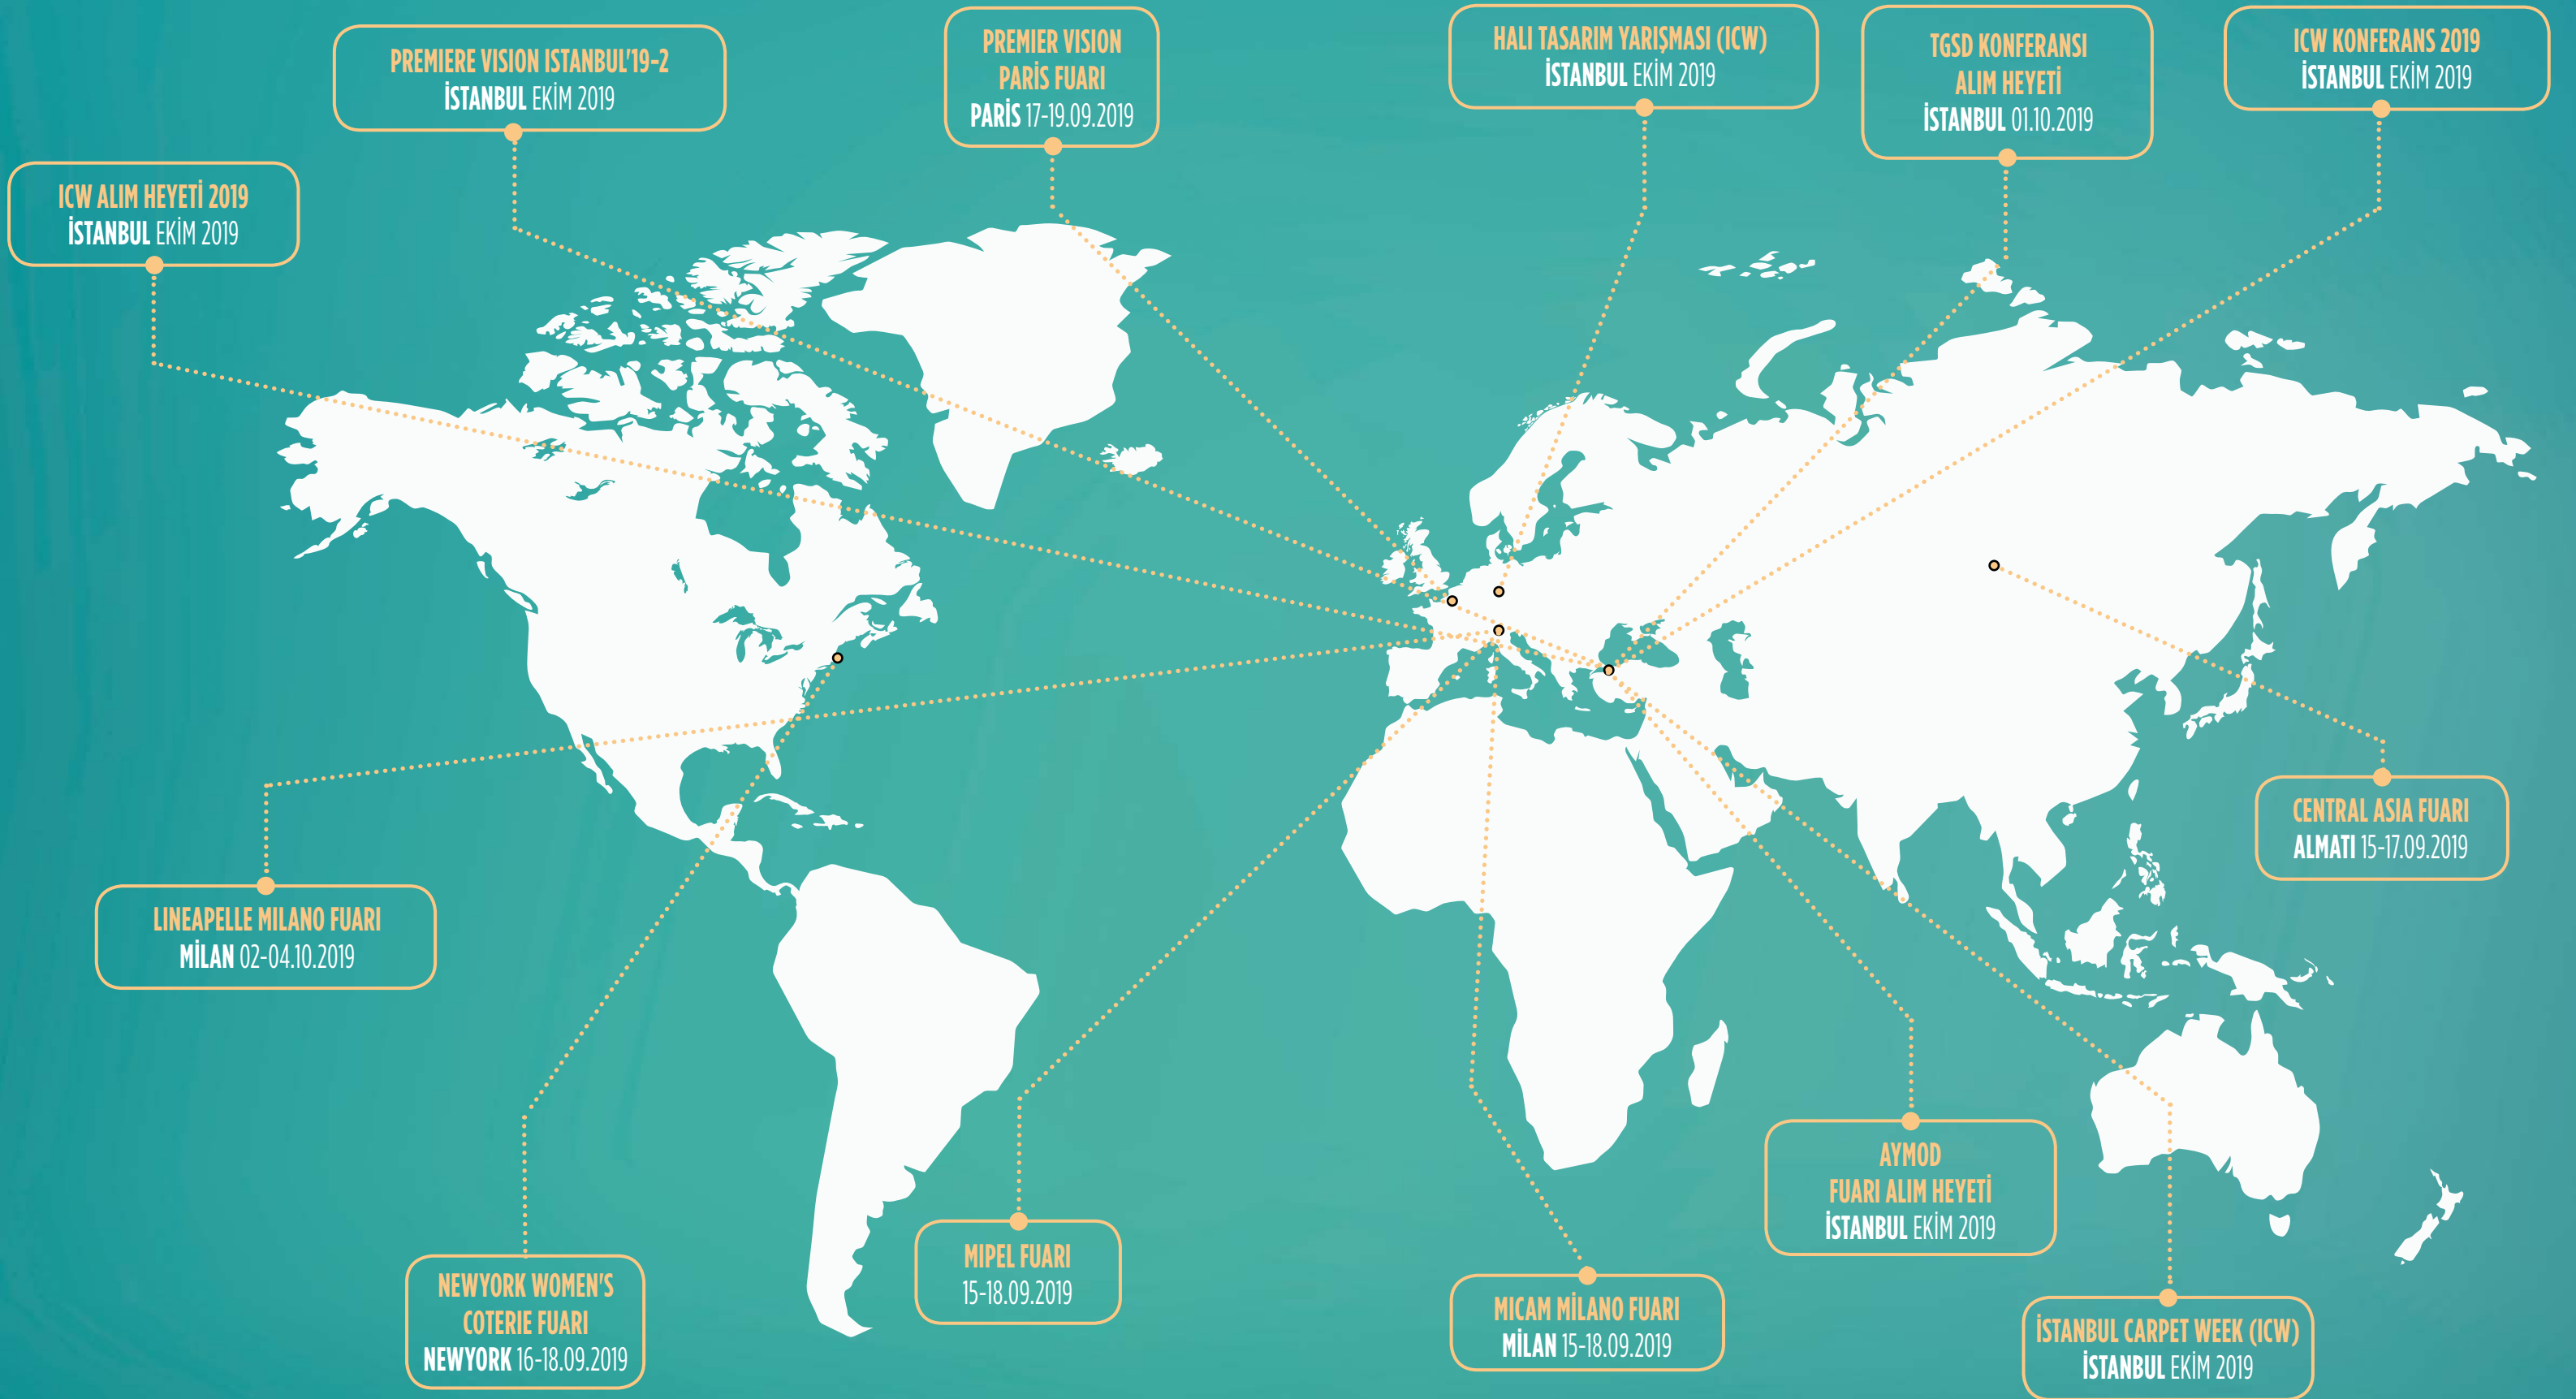 PREMIERE VISION ISTANBUL'19-2
İSTANBUL EKİM 2019
PREMIER VISION
PARİS FUARI
PARİS 17-19.09.2019
HALI TASARIM YARIŞMASI (ICW)
İSTANBUL EKİM 2019
TGSD KONFERANSI
ALIM HEYETİ
İSTANBUL 01.10.2019
ICW KONFERANS 2019
İSTANBUL EKİM 2019
ICW ALIM HEYETİ 2019
İSTANBUL EKİM 2019
CENTRAL ASIA FUARI
ALMATI 15-17.09.2019
LINEAPELLE MILANO FUARI
MİLAN 02-04.10.2019
AYMOD
FUARI ALIM HEYETİ
İSTANBUL EKİM 2019
NEWYORK WOMEN'S
COTERIE FUARI
NEWYORK 16-18.09.2019
MIPEL FUARI
15-18.09.2019
MICAM MİLANO FUARI
MİLAN 15-18.09.2019
İSTANBUL CARPET WEEK (ICW)
İSTANBUL EKİM 2019